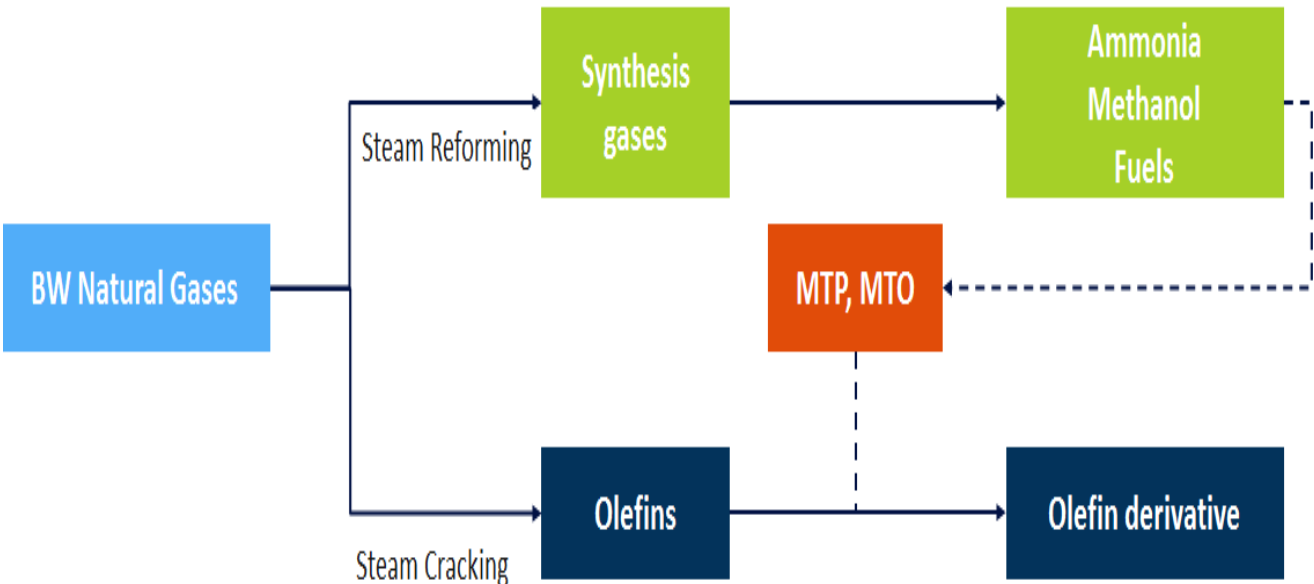 Synthesis
gases
Ammonia
Methanol
Fuels
Steam Reforming
BW Natural Gases
MTP, MTO
Olefins
Olefin derivative
Steam Cracking